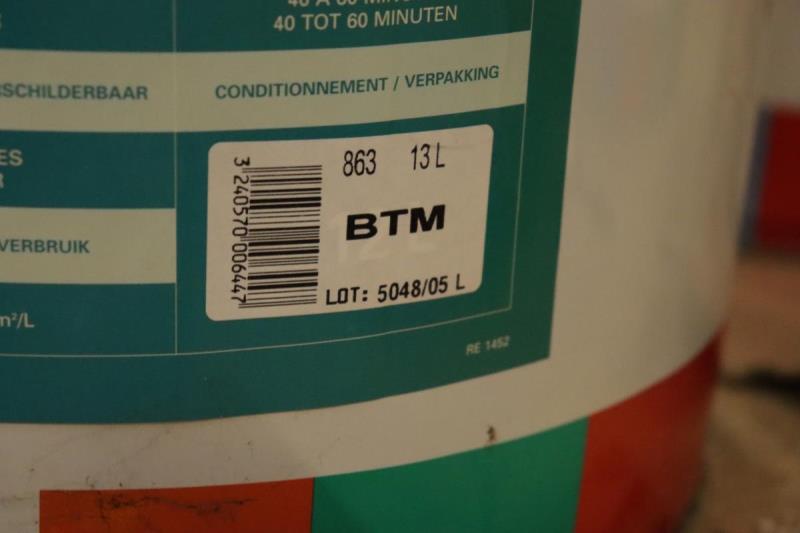 40 TOT 60 MINUTEN
RSCHILDERBAAR
CONDITIONNEMENT / VERPAKKING
ES
R
VERBRUIK
m²/L
863 13 L
BTM
LOT: 5048/05 L
3 240570 006447
RE 1452